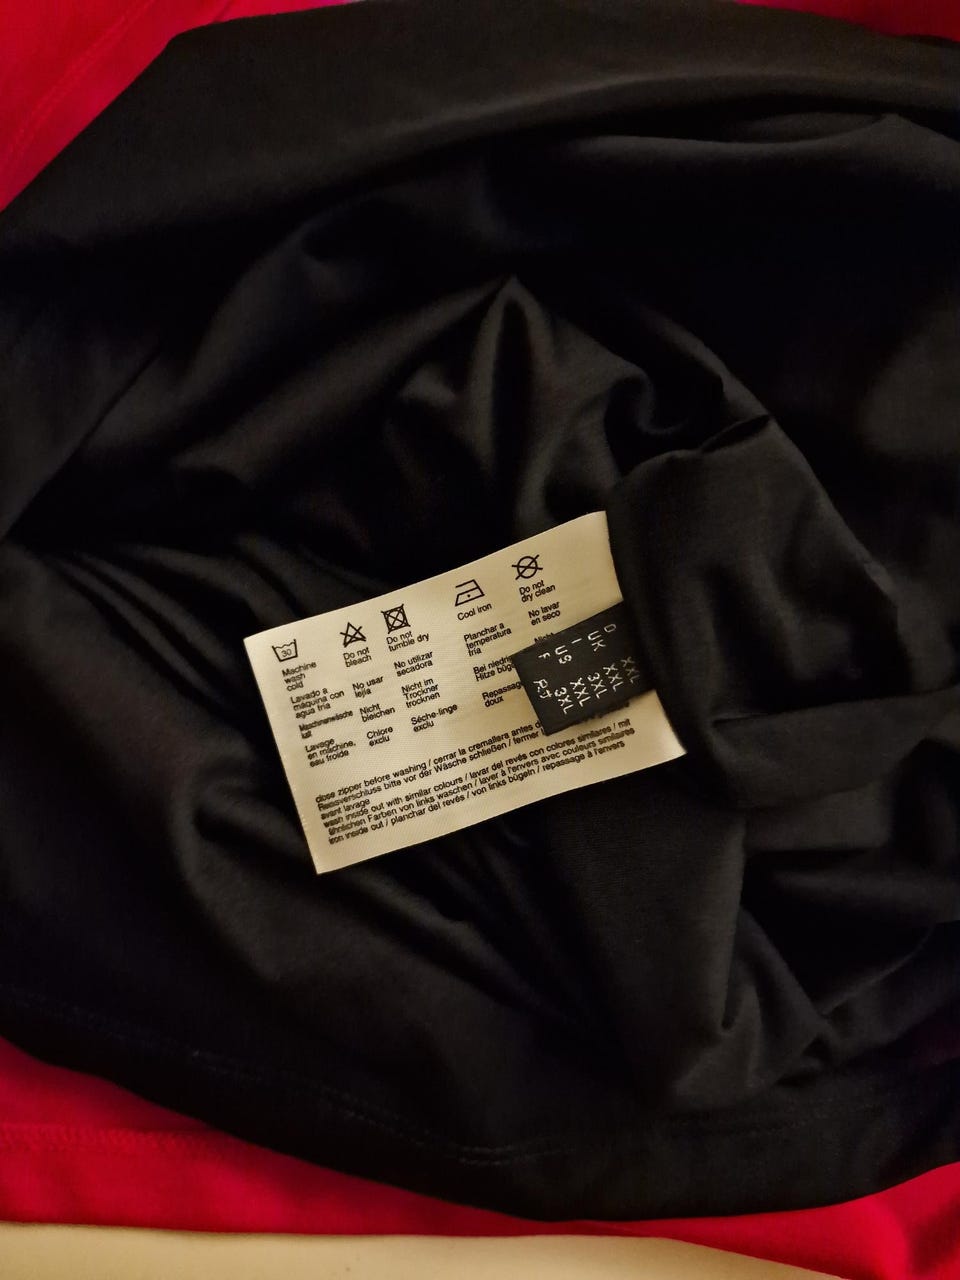 30
Machine
wash
cold
Do not
bleach
Do not
tumble dry
Cool iron
Do not
dry clean
Lavado a
máquina con
agua fría
No usar
lejía
No utilizar
secadora
Planchar a
temperatura
fría
No lavar
en seco
Maschinenwäsche
kalt
Nicht
bleichen
Nicht im
Trockner
trocknen
Bei niedri
Hitze büge
Nicht
Lavage
en machine,
eau froide
Chlore
exclu
Sèche-linge
exclu
Repassage
doux
close zipper before washing / cerrar la cremallera antes d
Reissverschluss bitte vor der Wäsche schließen / fermer
avant lavage
wash inside out with similar colours / lavar del revés con colores similares / mit
ähnlichen Farben von links waschen / laver à l'envers avec couleurs similaires
iron inside out / planchar del revés / von links bügeln / repassage à l'envers
D XXL
UK XXL
I 3XL
US XXL
F 3XL